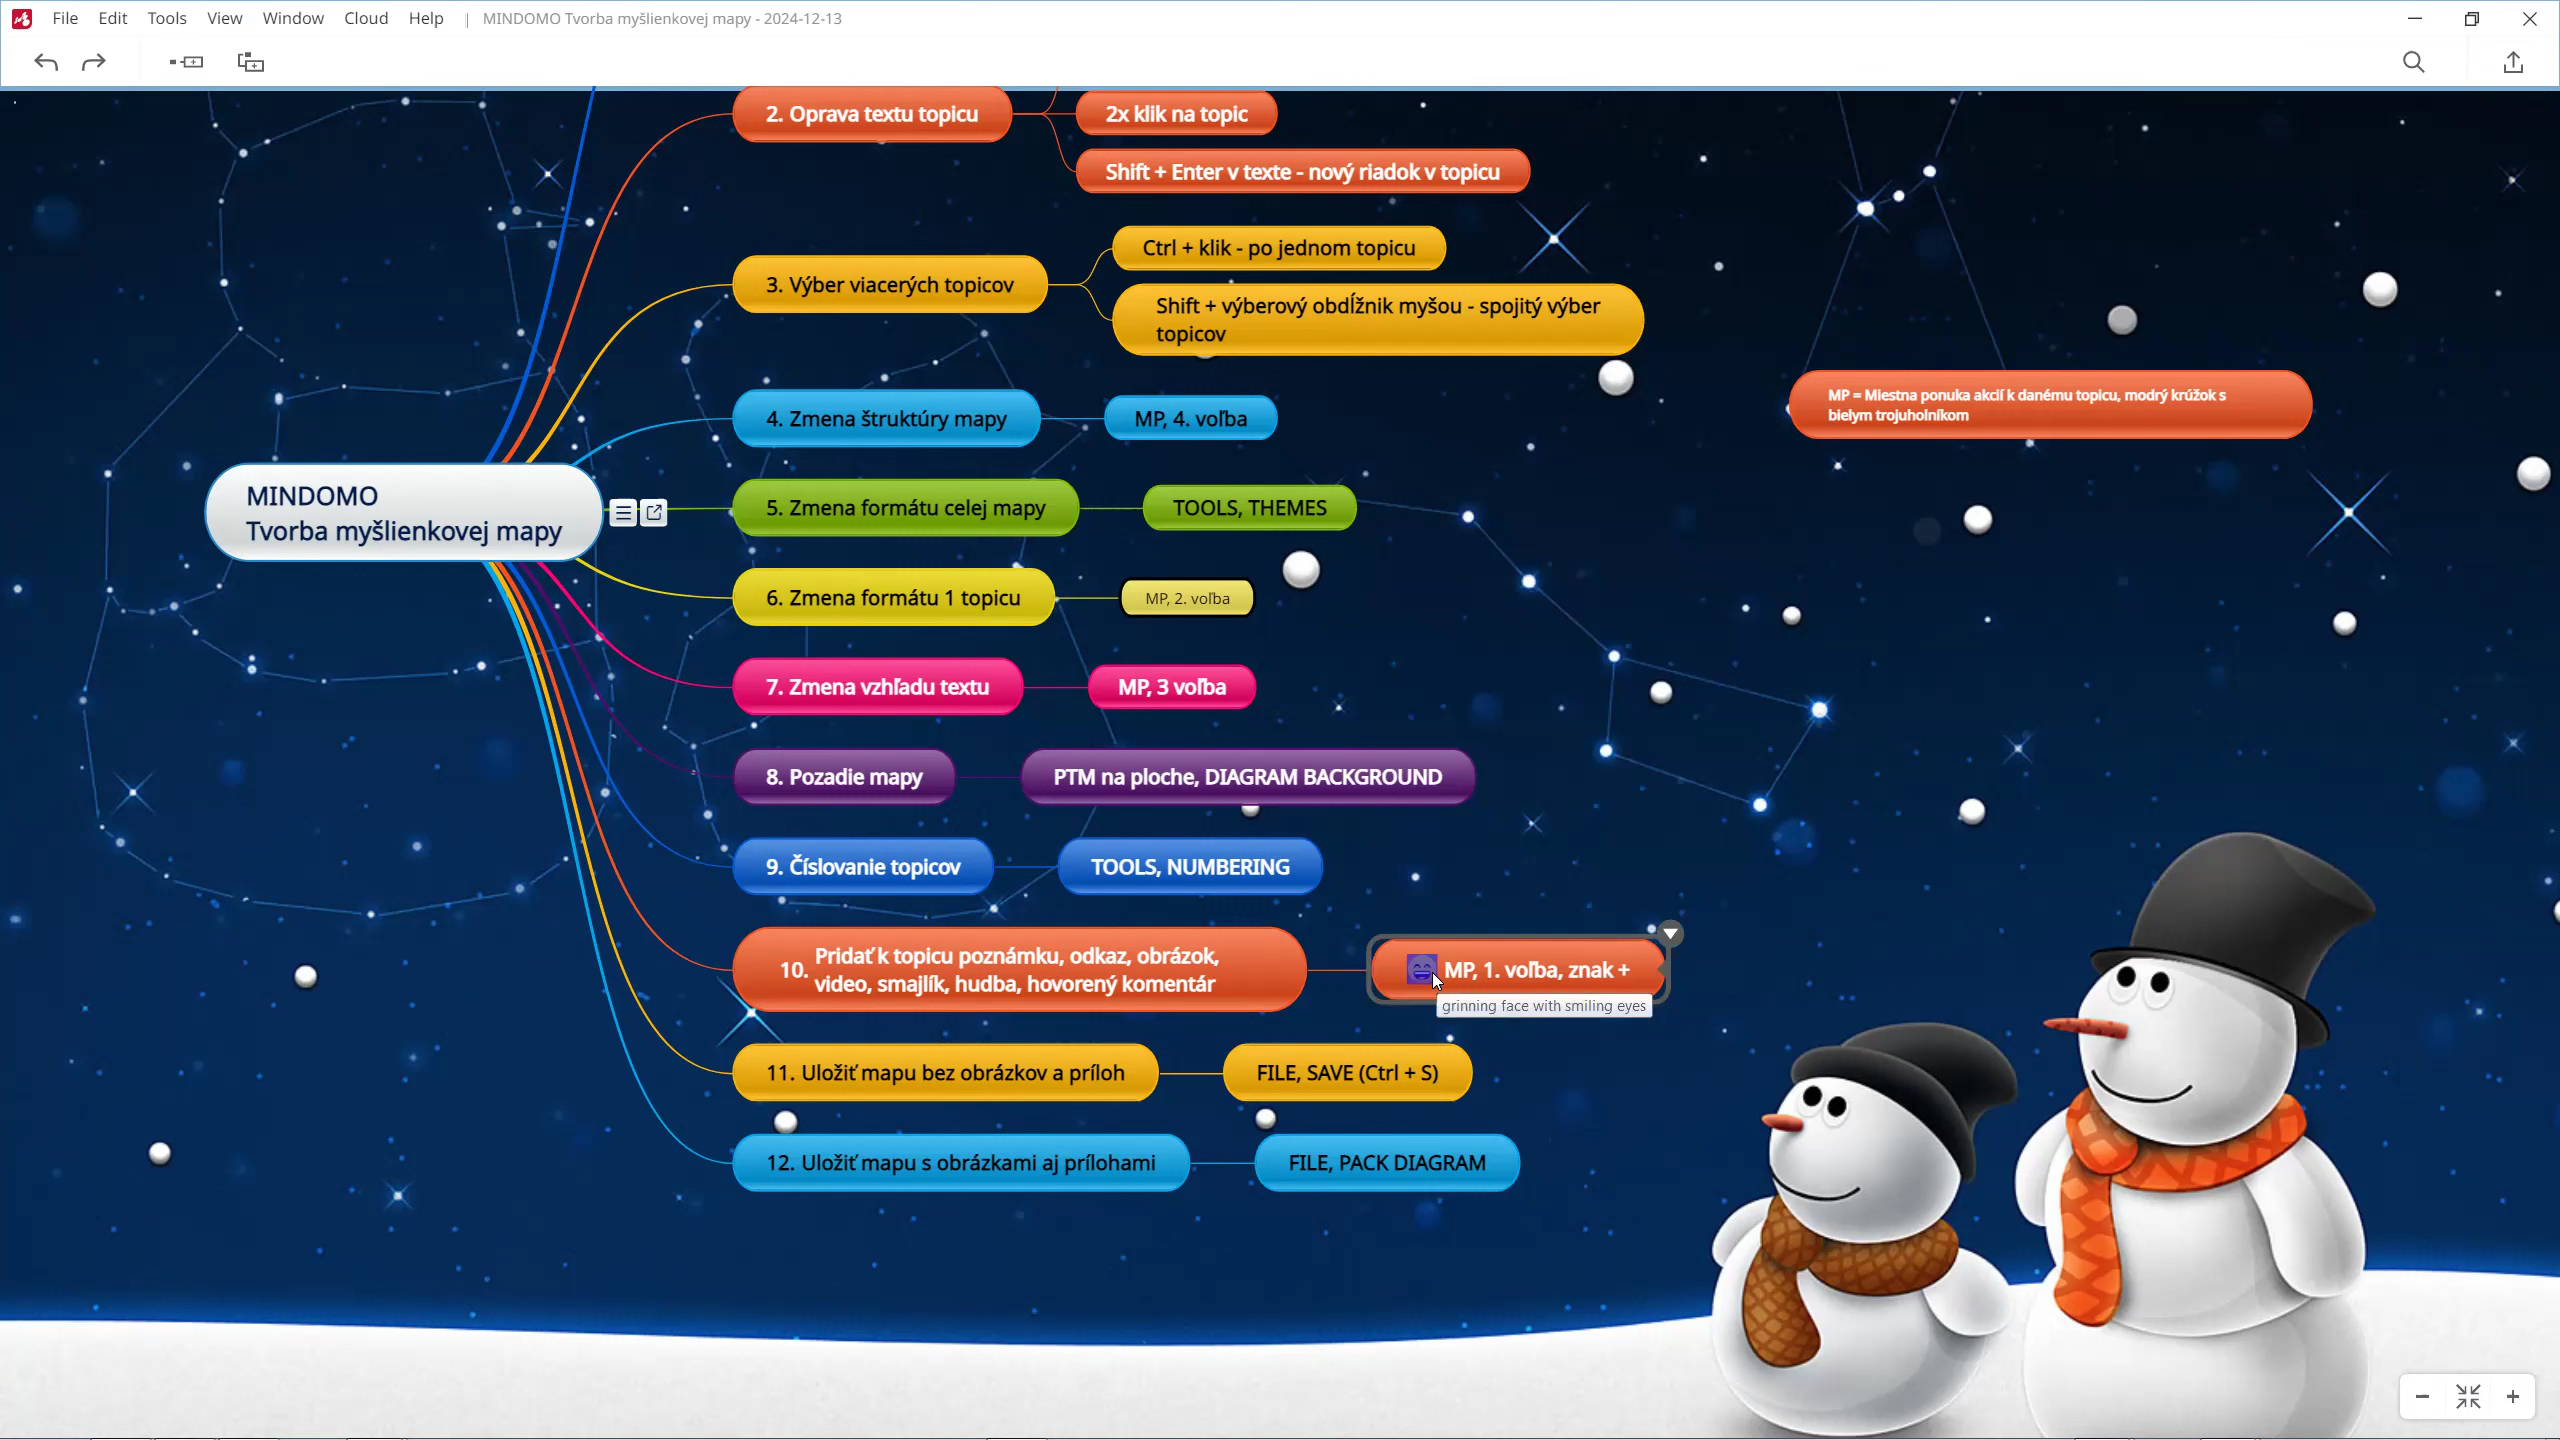 File Edit Tools View Window Cloud Help | MINDOMO Tvorba myšlienkovej mapy - 2024-12-13
2. Oprava textu topicu
2x klik na topic
Shift + Enter v texte - nový riadok v topicu
3. Výber viacerých topicov
Ctrl + klik - po jednom topicu
Shift + výberový obdĺžnik myšou - spojitý výber
topicov
MP = Miestna ponuka akcií k danému topicu, modrý krúžok s
bielym trojuholníkom
4. Zmena štruktúry mapy
MP, 4. voľba
MINDOMO
Tvorba myšlienkovej mapy
5. Zmena formátu celej mapy
TOOLS, THEMES
6. Zmena formátu 1 topicu
MP, 2. voľba
7. Zmena vzhľadu textu
MP, 3 voľba
8. Pozadie mapy
PTM na ploche, DIAGRAM BACKGROUND
9. Číslovanie topicov
TOOLS, NUMBERING
10. Pridať k topicu poznámku, odkaz, obrázok,
video, smajlík, hudba, hovorený komentár
MP, 1. voľba, znak +
grinning face with smiling eyes
11. Uložiť mapu bez obrázkov a príloh
FILE, SAVE (Ctrl + S)
12. Uložiť mapu s obrázkami aj prílohami
FILE, PACK DIAGRAM